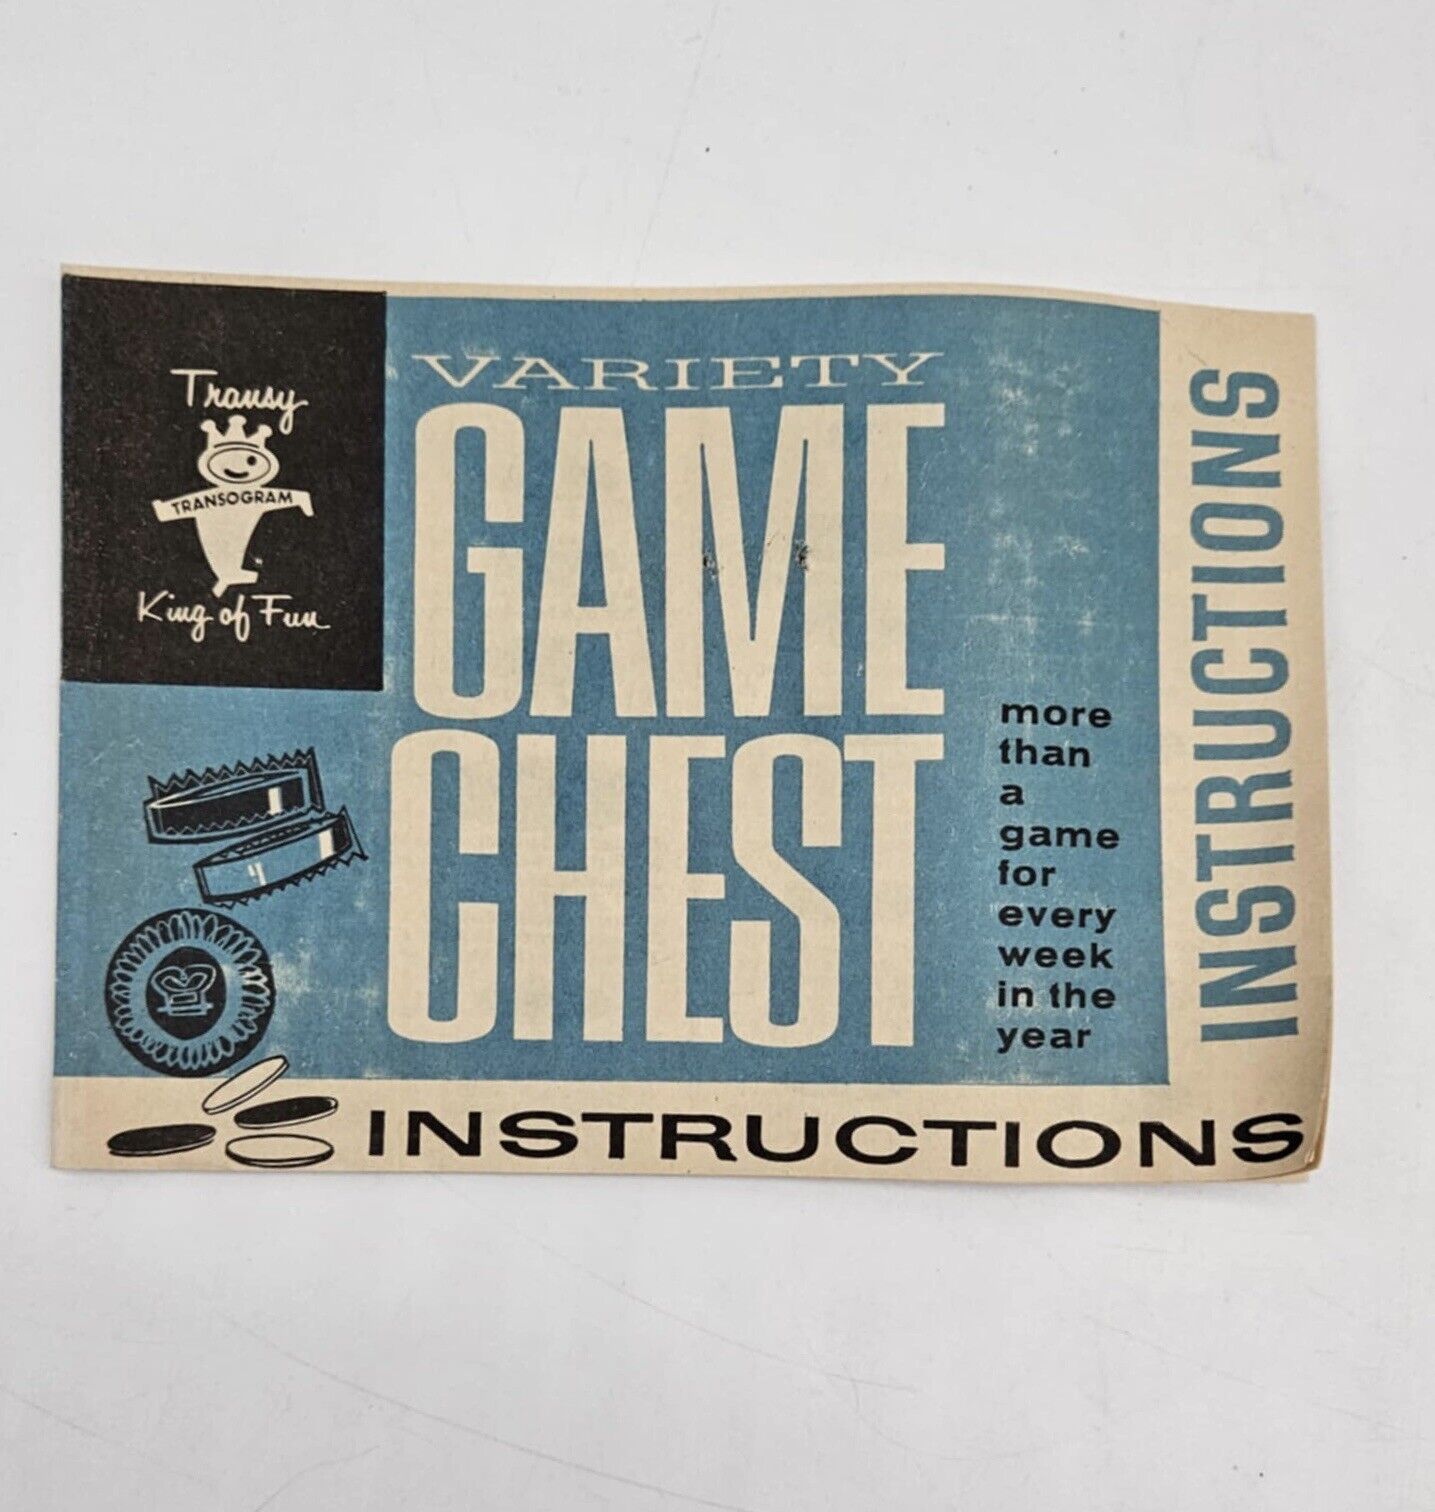 Transy
TRANSOGRAM
King of Fun
VARIETY
GAME
CHEST
more
than
a
game
for
every
week
in the
year
INSTRUCTIONS
INSTRUCTIONS